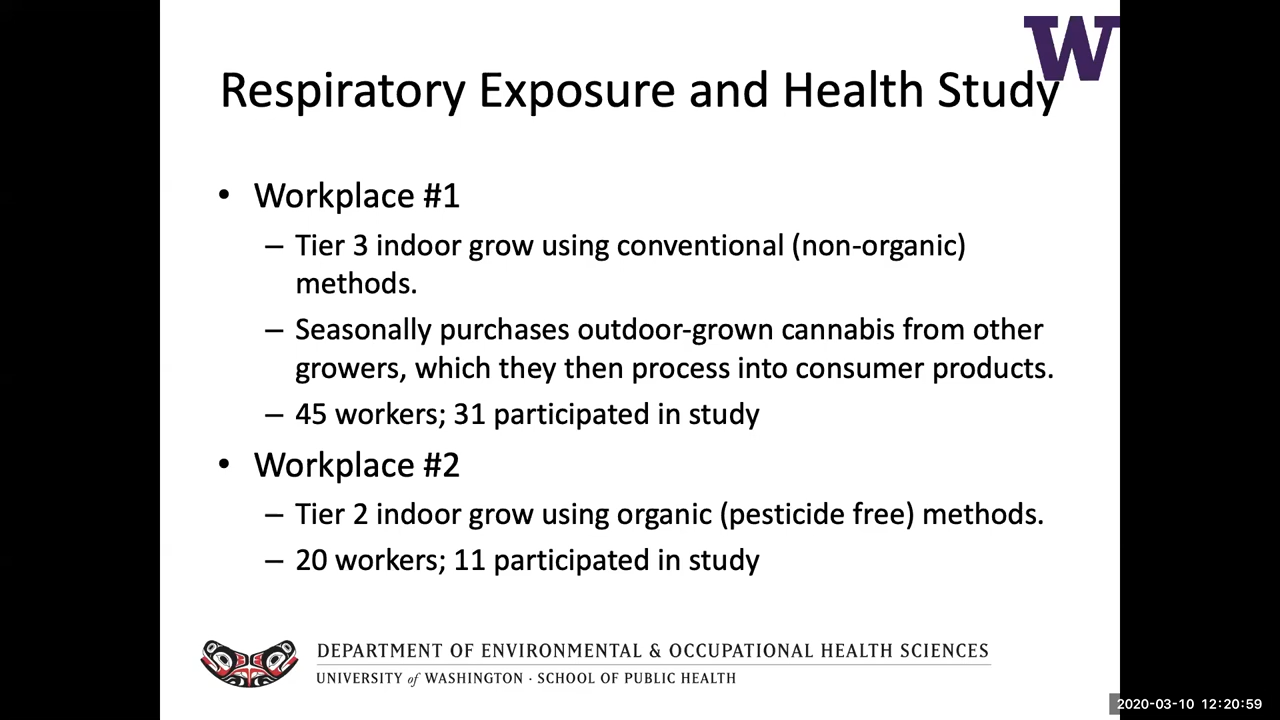 W
Respiratory Exposure and Health Study
• Workplace #1
– Tier 3 indoor grow using conventional (non-organic)
methods.
– Seasonally purchases outdoor-grown cannabis from other
growers, which they then process into consumer products.
– 45 workers; 31 participated in study
• Workplace #2
– Tier 2 indoor grow using organic (pesticide free) methods.
– 20 workers; 11 participated in study
DEPARTMENT OF ENVIRONMENTAL & OCCUPATIONAL HEALTH SCIENCES
UNIVERSITY of WASHINGTON · SCHOOL OF PUBLIC HEALTH
2020-03-10 12:20:59